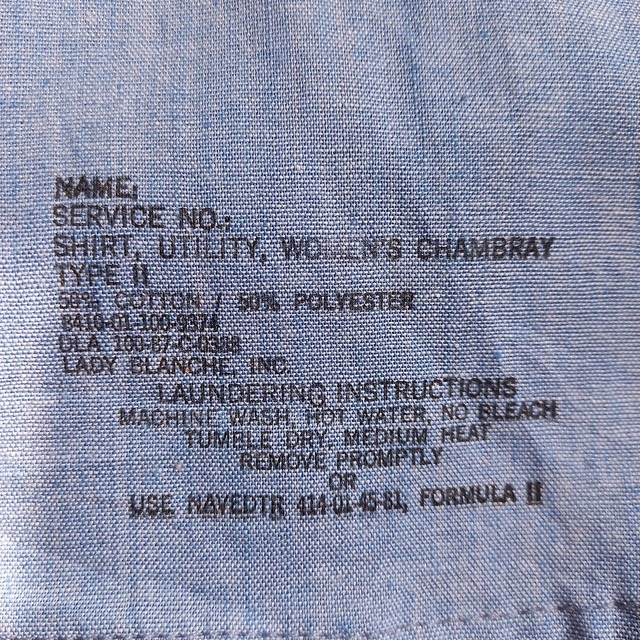 NAME:
SERVICE NO.:
SHIRT, UTILITY, WOMEN'S CHAMBRAY
TYPE II
50% COTTON / 50% POLYESTER
8410-01-100-9374
DLA 100-87-C-0338
LADY BLANCHE, INC.
LAUNDERING INSTRUCTIONS
MACHINE WASH, HOT WATER, NO BLEACH
TUMBLE DRY, MEDIUM HEAT
REMOVE PROMPTLY
OR
USE NAVEDTR 414-01-45-81, FORMULA II